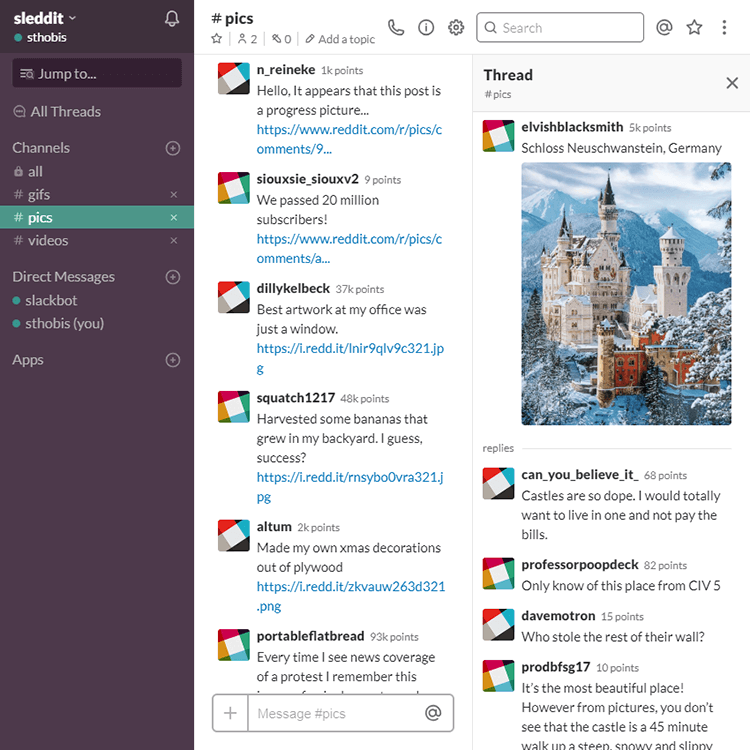 sleddit
sthobis
Jump to...
All Threads
Channels
all
# gifs
# pics
# videos
Direct Messages
slackbot
sthobis (you)
Apps
# pics
2
0
Add a topic
Search
n_reineke 1k points
Hello, It appears that this post is
a progress picture...
https://www.reddit.com/r/pics/c
omments/9...
siouxsie_siouxv2 9 points
We passed 20 million
subscribers!
https://www.reddit.com/r/pics/c
omments/a...
dillykelbeck 37k points
Best artwork at my office was
just a window.
https://i.redd.it/lnir9qlv9c321.jp
g
squatch1217 48k points
Harvested some bananas that
grew in my backyard. I guess,
success?
https://i.redd.it/rnsybo0vra321.j
pg
altum 2k points
Made my own xmas decorations
out of plywood
https://i.redd.it/zkvauw263d321
.png
portableflatbread 93k points
Every time I see news coverage
of a protest I remember this
Message #pics
Thread
# pics
elvishblacksmith 5k points
Schloss Neuschwanstein, Germany
replies
can_you_believe_it_ 68 points
Castles are so dope. I would totally
want to live in one and not pay the
bills.
professorpoopdeck 82 points
Only know of this place from CIV 5
davemotron 15 points
Who stole the rest of their wall?
prodbfsg17 10 points
It's the most beautiful place!
However from pictures, you don't
see that the castle is a 45 minute
walk up a steep, snowy and slippy